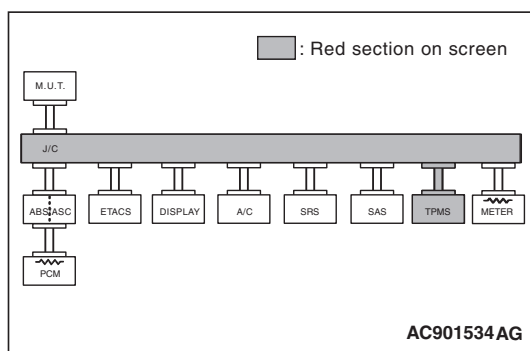 : Red section on screen
M.U.T.
J/C
ABS/ASC
ETACS
DISPLAY
A/C
SRS
SAS
TPMS
METER
PCM
AC901534AG